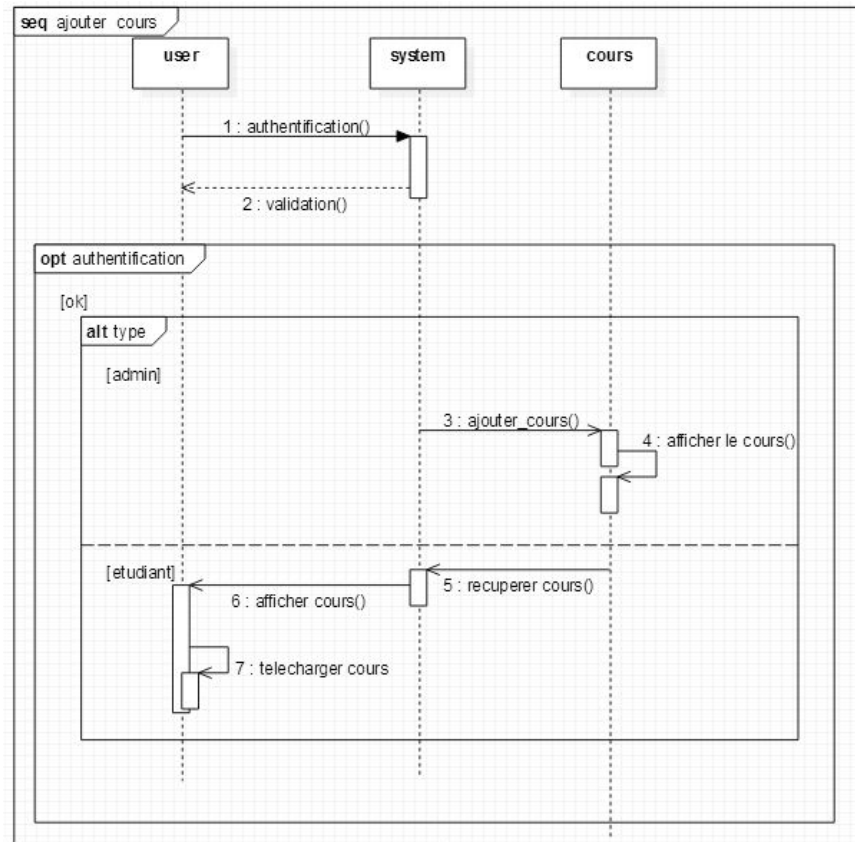 seq ajouter cours
user
system
cours
1 : authentification()
2 : validation()
opt authentification
[ok]
alt type
[admin]
3 : ajouter_cours()
4 : afficher le cours()
[etudiant]
5 : recuperer cours()
6 : afficher cours()
7 : telecharger cours